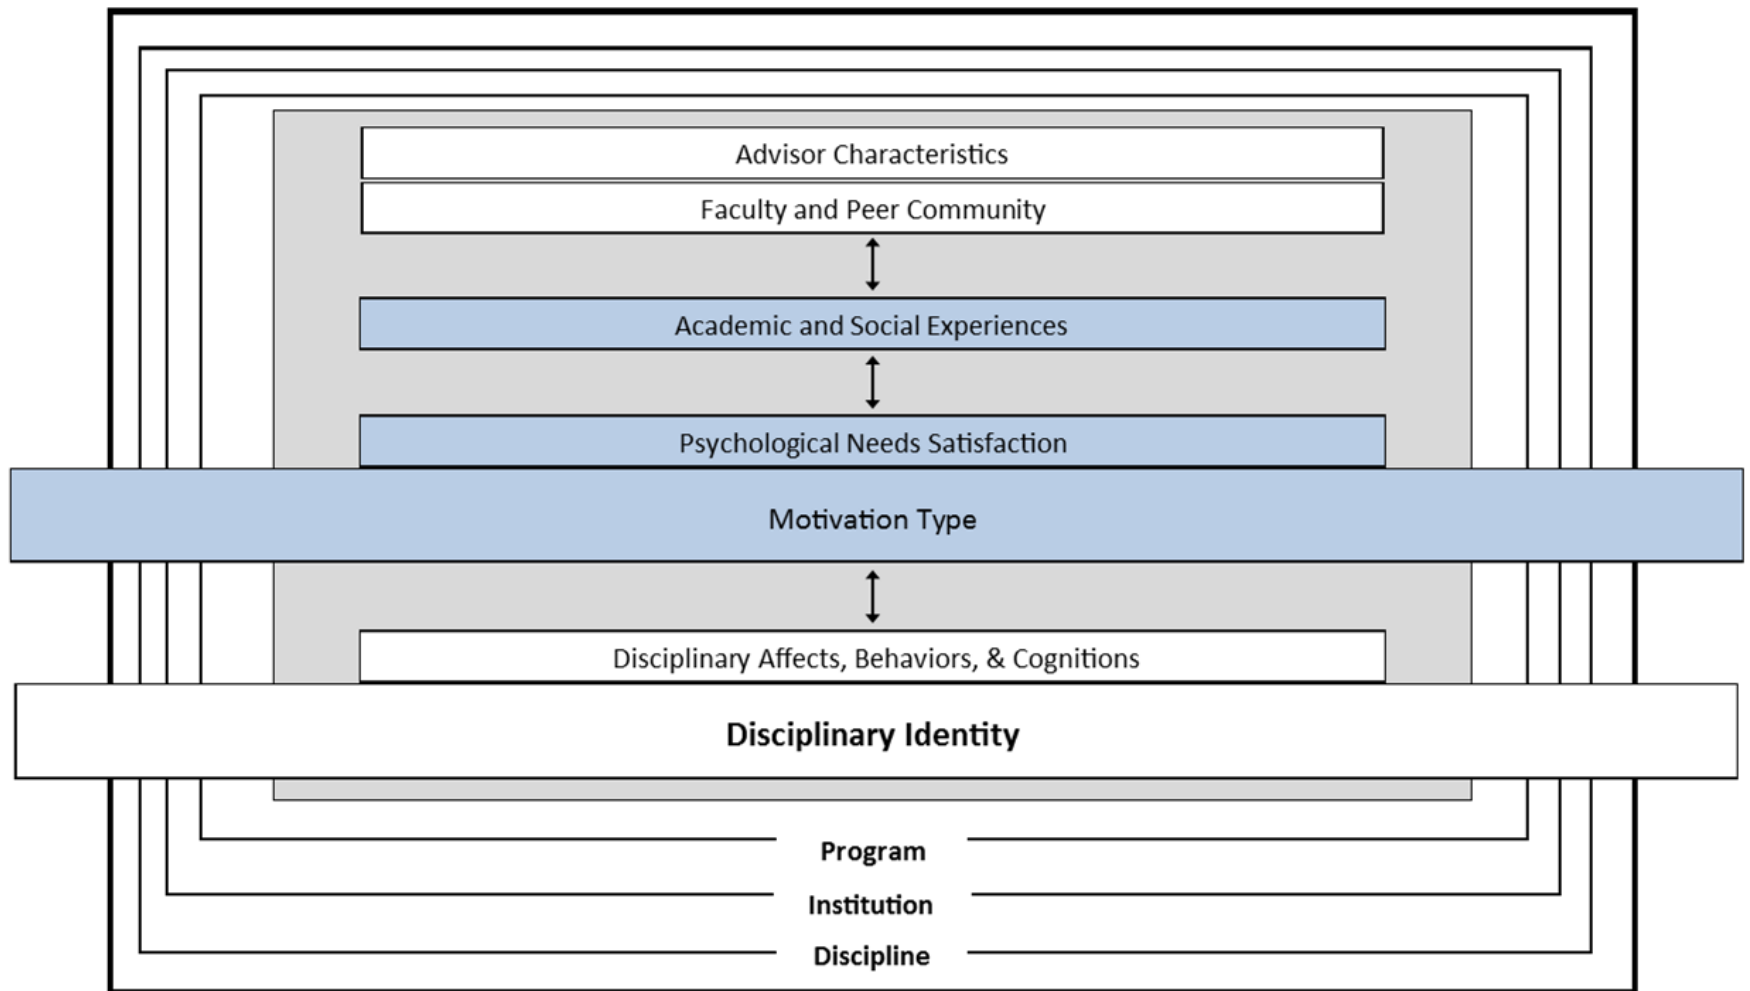 Advisor Characteristics
Faculty and Peer Community
Academic and Social Experiences
Psychological Needs Satisfaction
Motivation Type
Disciplinary Affects, Behaviors, & Cognitions
Disciplinary Identity
Program
Institution
Discipline